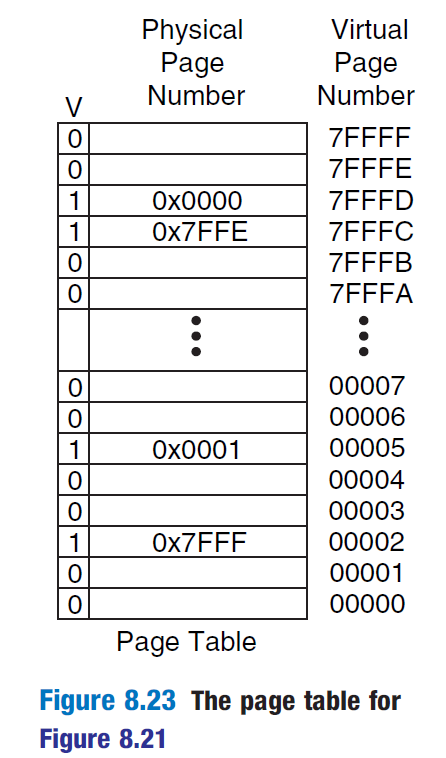 Physical Page Number
Virtual Page Number
V
0 7FFFF
0 7FFFE
1 0x0000 7FFFD
1 0x7FFE 7FFFC
0 7FFFB
0 7FFFA
0 00007
0 00006
1 0x0001 00005
0 00004
0 00003
1 0x7FFF 00002
0 00001
0 00000
Page Table
Figure 8.23 The page table for
Figure 8.21